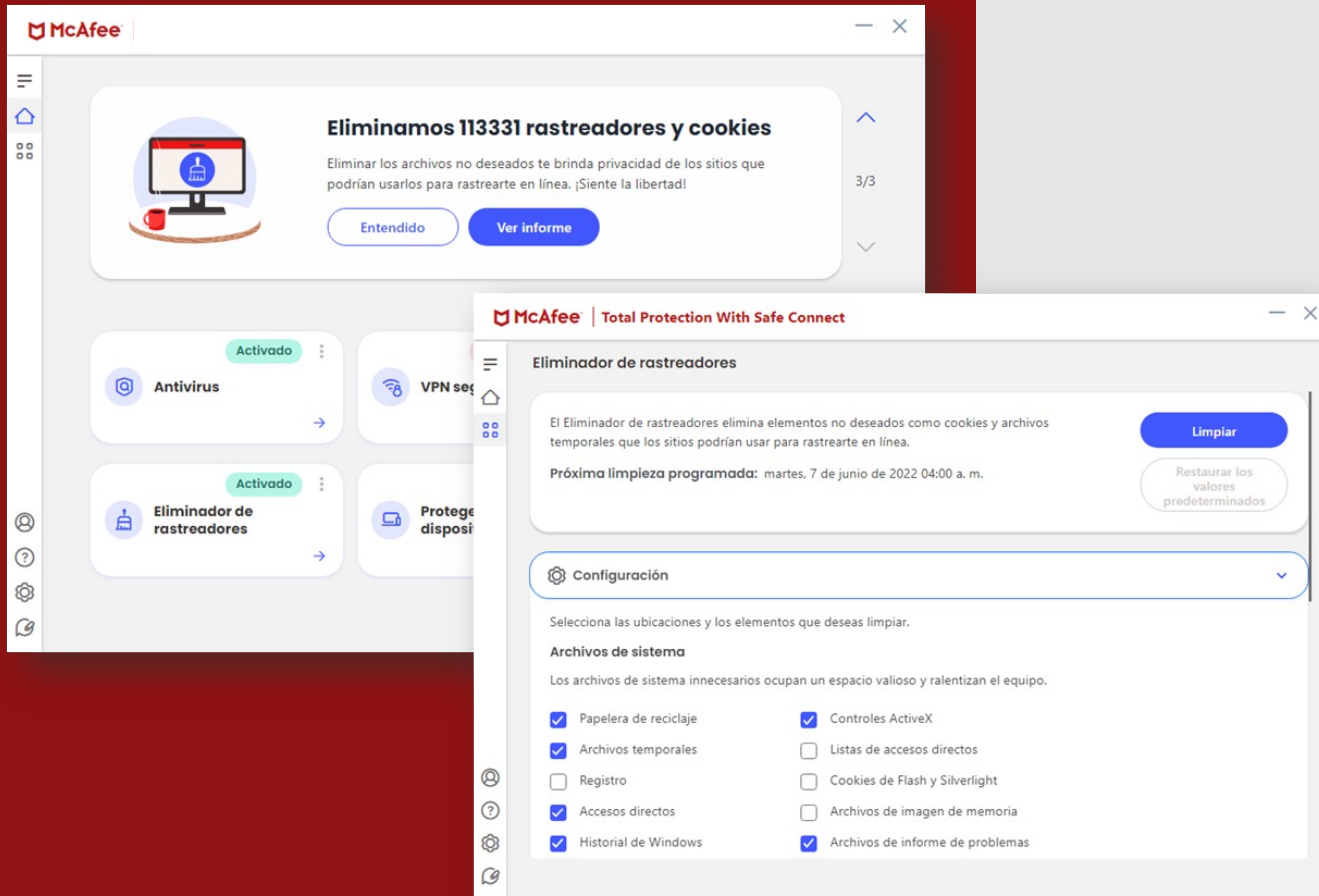 McAfee
Eliminamos 113331 rastreadores y cookies
Eliminar los archivos no deseados te brinda privacidad de los sitios que
podrían usarlos para rastrearte en línea. ¡Siente la libertad!
Entendido
Ver informe
3/3
Activado
Antivirus
VPN
Activado
Eliminador de
rastreadores
McAfee | Total Protection With Safe Connect
Eliminador de rastreadores
El Eliminador de rastreadores elimina elementos no deseados como cookies y archivos
temporales que los sitios podrían usar para rastrearte en línea.
Próxima limpieza programada: martes, 7 de junio de 2022 04:00 a. m.
Limpiar
Restaurar los
valores
predeterminados
Configuración
Selecciona las ubicaciones y los elementos que deseas limpiar.
Archivos de sistema
Los archivos de sistema innecesarios ocupan un espacio valioso y ralentizan el equipo.
Papelera de reciclaje
Controles ActiveX
Archivos temporales
Listas de accesos directos
Registro
Cookies de Flash y Silverlight
Accesos directos
Archivos de imagen de memoria
Historial de Windows
Archivos de informe de problemas